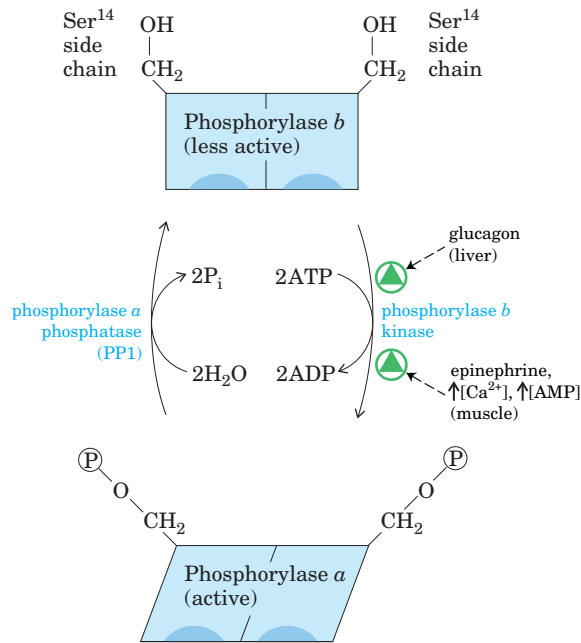 Ser¹⁴
side
chain
OH
CH₂
OH
CH₂
Ser¹⁴
side
chain
Phosphorylase b
(less active)
glucagon
(liver)
2Pᵢ
2ATP
phosphorylase a
phosphatase
(PP1)
phosphorylase b
kinase
2H₂O
2ADP
epinephrine,
↑[Ca²⁺], ↑[AMP]
(muscle)
P
O
CH₂
P
O
CH₂
Phosphorylase a
(active)